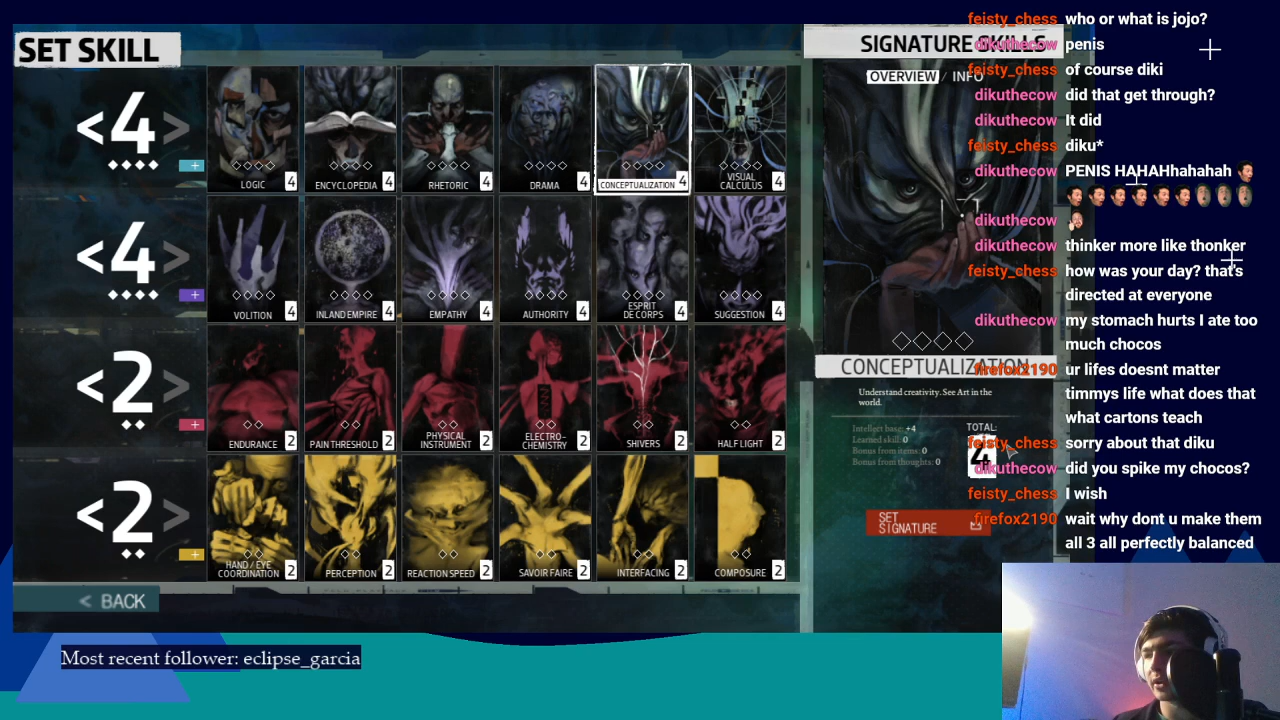 SET SKILL
<4>
+
LOGIC
4
ENCYCLOPEDIA
4
RHETORIC
4
DRAMA
4
CONCEPTUALIZATION
4
VISUAL
CALCULUS
4
<4>
+
VOLITION
4
INLAND EMPIRE
4
EMPATHY
4
AUTHORITY
4
ESPRIT
DE CORPS
4
SUGGESTION
4
<2>
+
ENDURANCE
2
PAIN THRESHOLD
2
PHYSICAL
INSTRUMENT
2
ELECTRO-
CHEMISTRY
2
SHIVERS
2
HALF LIGHT
2
<2>
+
HAND / EYE
COORDINATION
2
PERCEPTION
2
REACTION SPEED
2
SAVOIR FAIRE
2
INTERFACING
2
COMPOSURE
2
< BACK
SIGNATURE SKILLS
OVERVIEW / INFO
CONCEPTUALIZATION
Understand creativity. See Art in the
world.
Intellect base: +4
Learned skill: 0
Bonus from items: 0
Bonus from thoughts: 0
TOTAL:
4
SET
SIGNATURE
feisty_chess who or what is jojo?
dikuthecow penis
feisty_chess of course diki
dikuthecow did that get through?
dikuthecow It did
feisty_chess diku*
dikuthecow PENIS HAHAHhahahah
dikuthecow
dikuthecow thinker more like thonker
feisty_chess how was your day? that's
directed at everyone
dikuthecow my stomach hurts I ate too
much chocos
firefox2190 ur lifes doesnt matter
timmys life what does that
what cartons teach
feisty_chess sorry about that diku
dikuthecow did you spike my chocos?
feisty_chess I wish
firefox2190 wait why dont u make them
all 3 all perfectly balanced
Most recent follower: eclipse_garcia